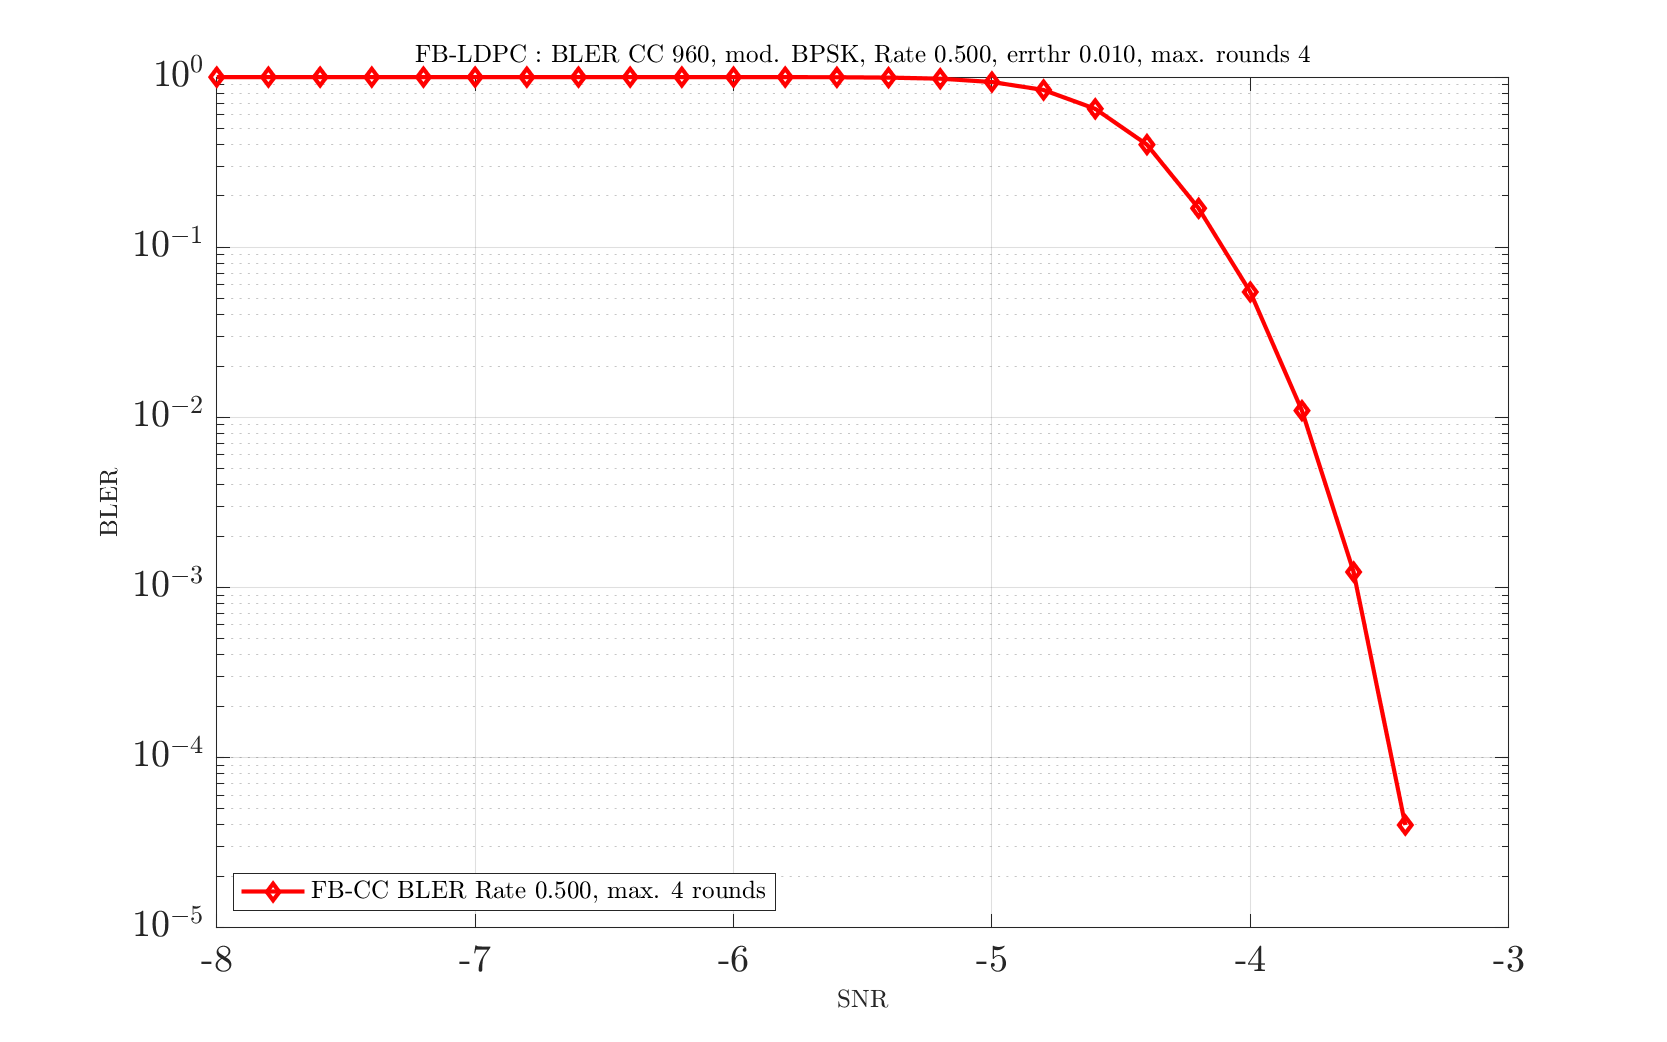 FB-LDPC : BLER CC 960, mod. BPSK, Rate 0.500, errthr 0.010, max. rounds 4
10^0
10^-1
10^-2
10^-3
10^-4
10^-5
BLER
FB-CC BLER Rate 0.500, max. 4 rounds
-8 -7 -6 -5 -4 -3
SNR